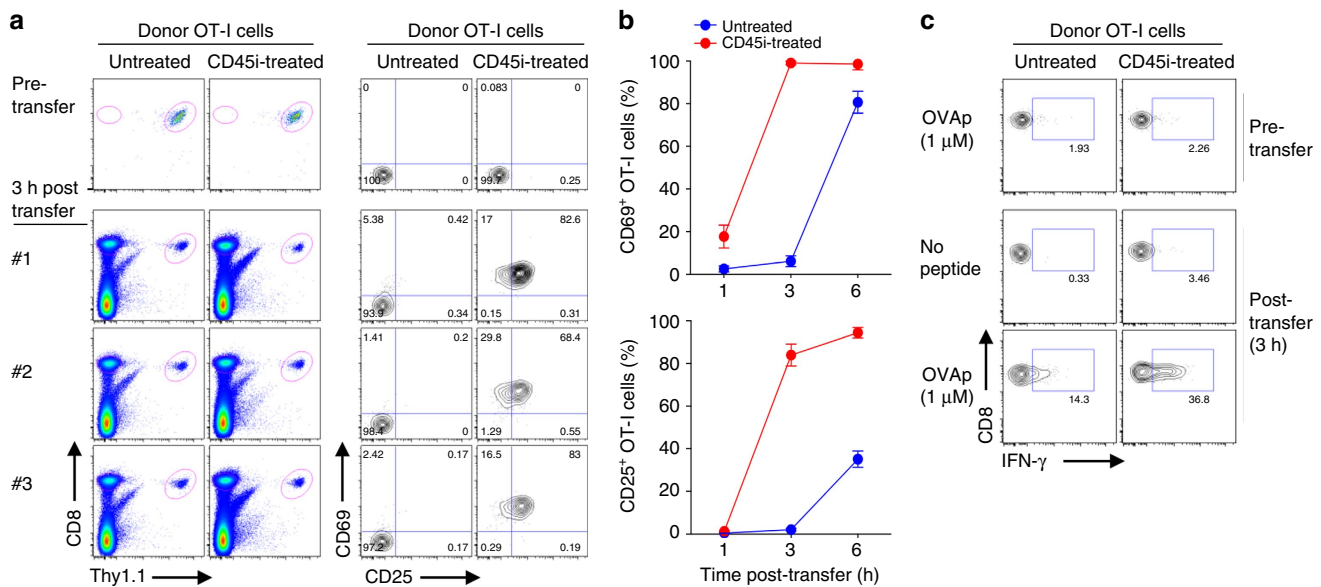 a
Donor OT-I cells
Untreated CD45i-treated
Donor OT-I cells
Untreated CD45i-treated
Pre-
transfer
0 0 0.083 0
100 0 99.7 0.25
3 h post
transfer
#1
5.38 0.42 17 82.6
93.9 0.34 0.15 0.31
#2
1.41 0.2 29.8 68.4
98.4 0 1.29 0.55
#3
2.42 0.17 16.5 83
97.2 0.17 0.29 0.19
CD8
Thy1.1
CD69
CD25
b
Untreated
CD45i-treated
100
80
60
40
20
0
CD69+ OT-I cells (%)
1 3 6
100
80
60
40
20
0
CD25+ OT-I cells (%)
1 3 6
Time post-transfer (h)
c
Donor OT-I cells
Untreated CD45i-treated
OVAp
(1 μM)
1.93 2.26
Pre-
transfer
No
peptide
0.33 3.46
Post-
transfer
(3 h)
OVAp
(1 μM)
14.3 36.8
CD8
IFN-γ